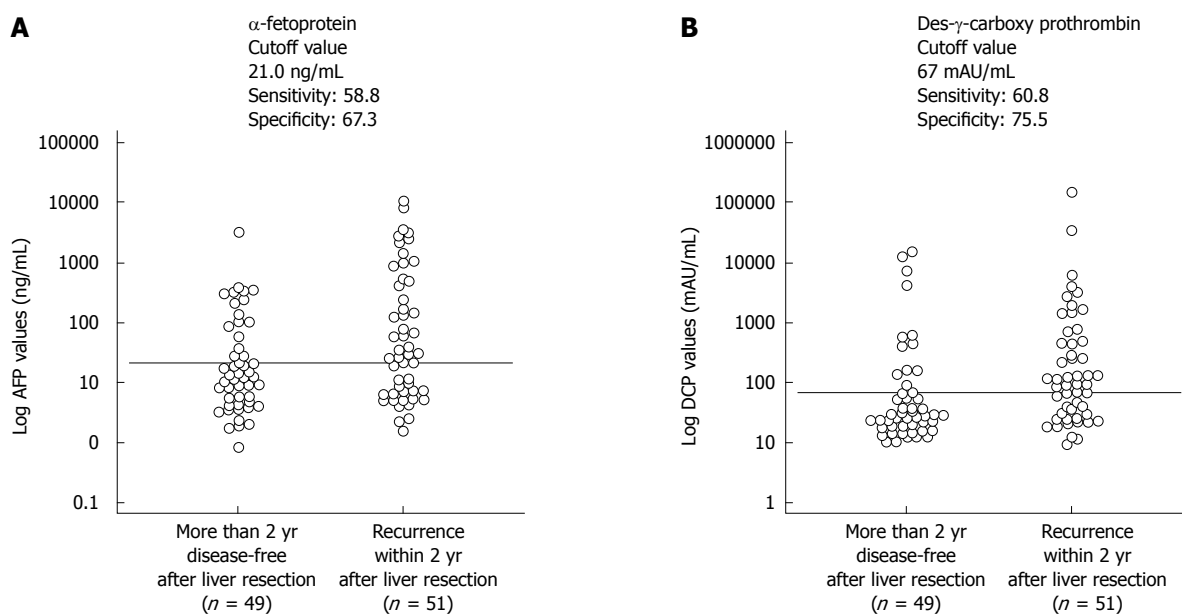 A
α-fetoprotein
Cutoff value
21.0 ng/mL
Sensitivity: 58.8
Specificity: 67.3
Log AFP values (ng/mL)
100000
10000
1000
100
10
0
0.1
More than 2 yr
disease-free
after liver resection
(n = 49)
Recurrence
within 2 yr
after liver resection
(n = 51)
B
Des-γ-carboxy prothrombin
Cutoff value
67 mAU/mL
Sensitivity: 60.8
Specificity: 75.5
Log DCP values (mAU/mL)
1000000
100000
10000
1000
100
10
1
More than 2 yr
disease-free
after liver resection
(n = 49)
Recurrence
within 2 yr
after liver resection
(n = 51)